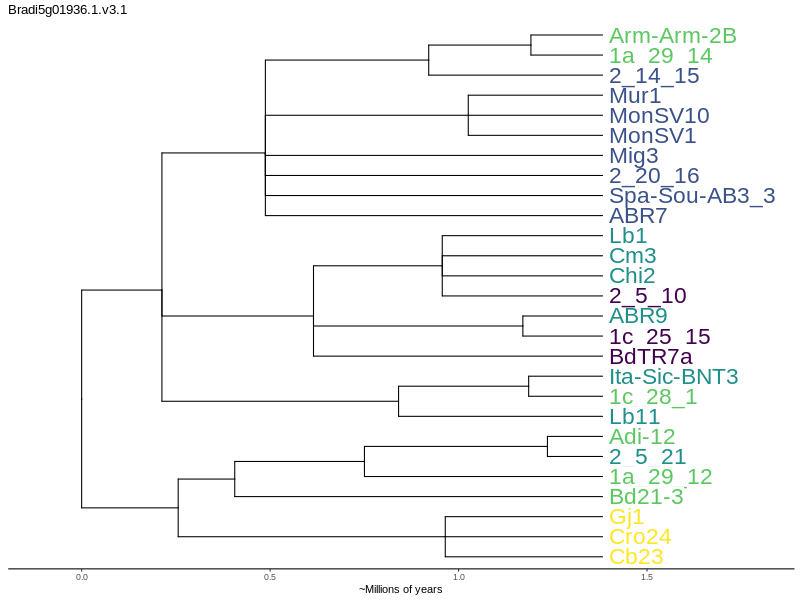 Bradi5g01936.1.v3.1
Arm-Arm-2B
1a_29_14
2_14_15
Mur1
MonSV10
MonSV1
Mig3
2_20_16
Spa-Sou-AB3_3
ABR7
Lb1
Cm3
Chi2
2_5_10
ABR9
1c_25_15
BdTR7a
Ita-Sic-BNT3
1c_28_1
Lb11
Adi-12
2_5_21
1a_29_12
Bd21-3
Gj1
Cro24
Cb23
0.0 0.5 1.0 1.5
~Millions of years